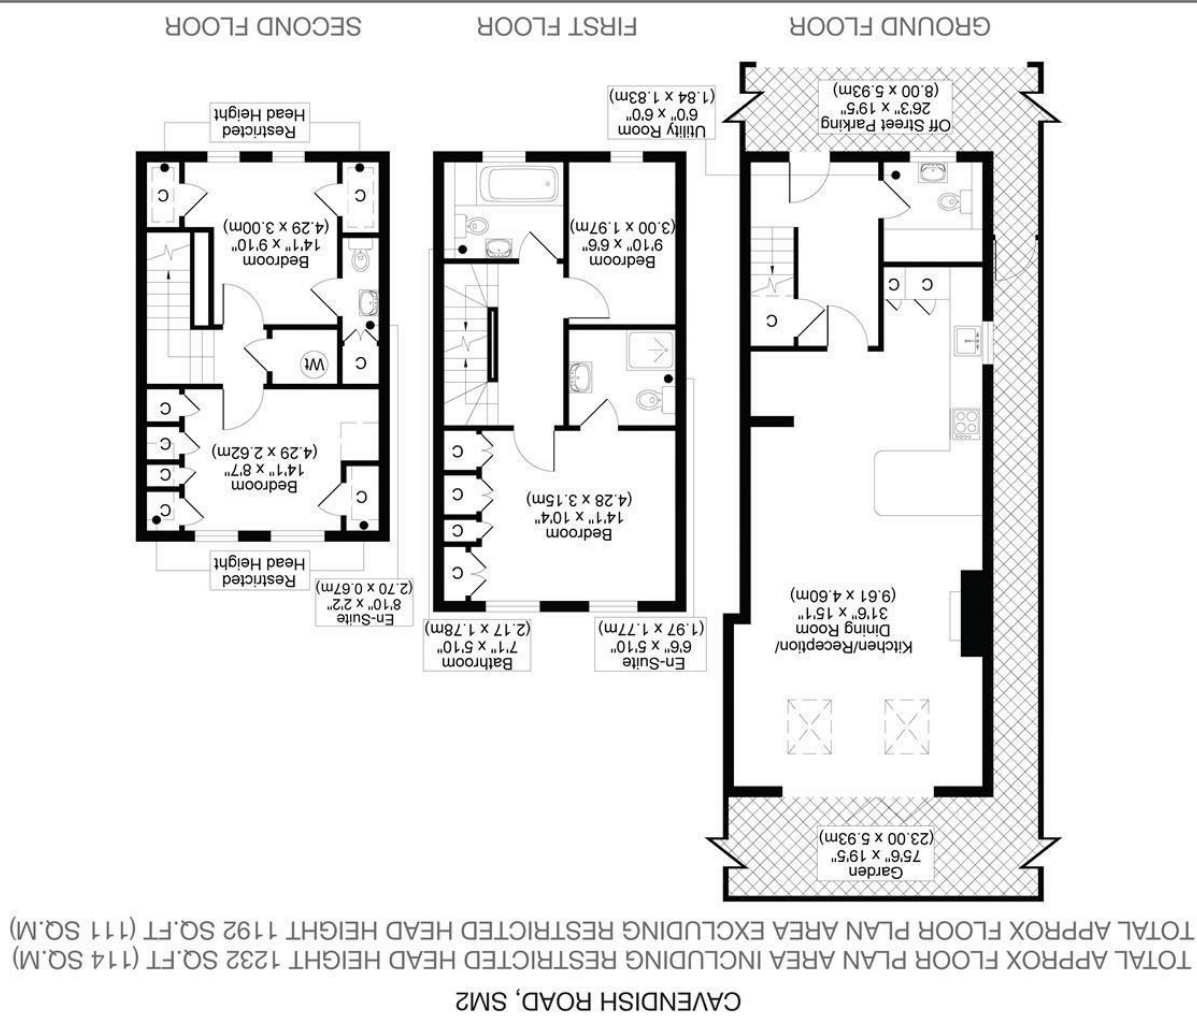 CAVENDISH ROAD, SM2
TOTAL APPROX FLOOR PLAN AREA INCLUDING RESTRICTED HEAD HEIGHT 1232 SQ.FT (114 SQ.M)
TOTAL APPROX FLOOR PLAN AREA EXCLUDING RESTRICTED HEAD HEIGHT 1192 SQ.FT (111 SQ.M)
Garden
75'6" x 19'5"
(23.00 x 5.93m)
Kitchen/Reception/
Dining Room
31'6" x 15'1"
(9.61 x 4.60m)
C
C
C
Utility Room
6'0" x 6'0"
(1.84 x 1.83m)
Off Street Parking
26'3" x 19'5"
(8.00 x 5.93m)
GROUND FLOOR
En-Suite
6'6" x 5'10"
(1.97 x 1.77m)
Bathroom
7'1" x 5'10"
(2.17 x 1.78m)
Bedroom
14'1" x 10'4"
(4.28 x 3.15m)
C
C
C
C
Bedroom
9'10" x 6'6"
(3.00 x 1.97m)
FIRST FLOOR
En-Suite
8'10" x 2'2"
(2.70 x 0.67m)
Restricted
Head Height
Bedroom
14'1" x 8'7"
(4.29 x 2.62m)
C
C
C
C
C
C
Wt
Bedroom
14'1" x 9'10"
(4.29 x 3.00m)
C
C
Restricted
Head Height
SECOND FLOOR